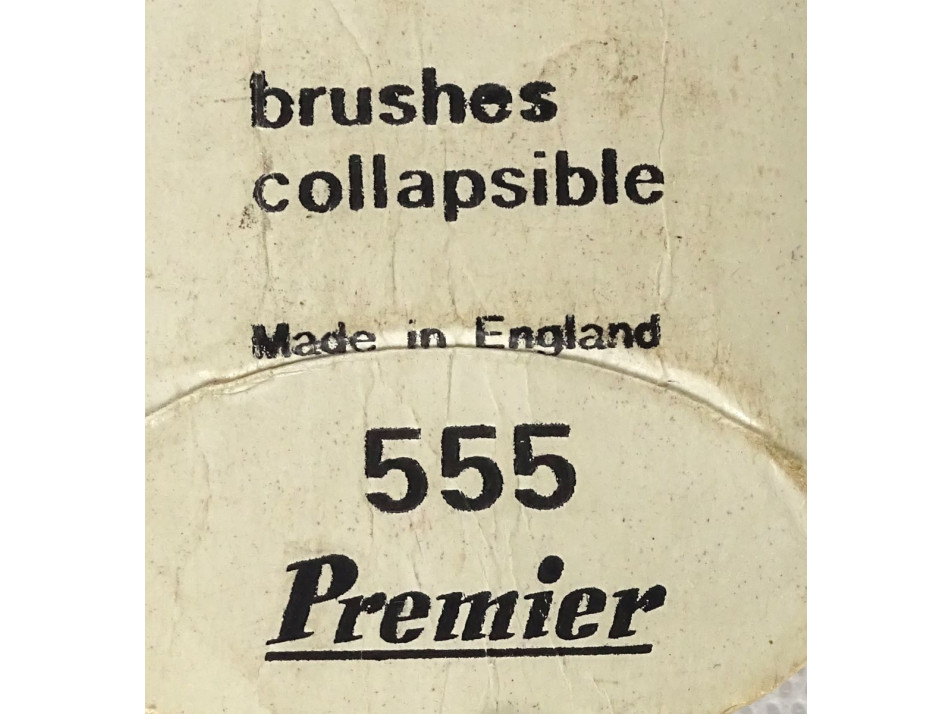 brushes
collapsible
Made in England
555
Premier